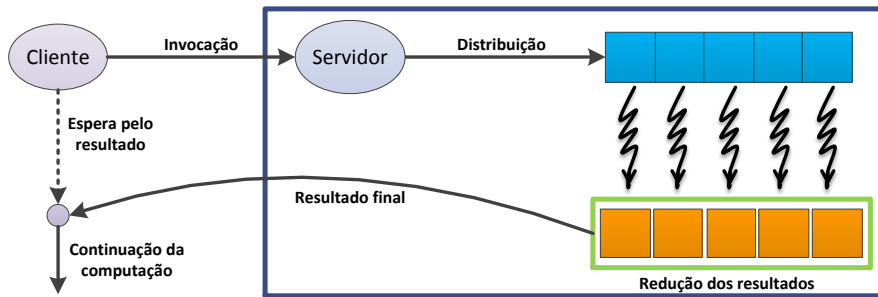 Cliente
Invocação
Servidor
Distribuição
Espera pelo
resultado
Resultado final
Continuação da
computação
Redução dos resultados